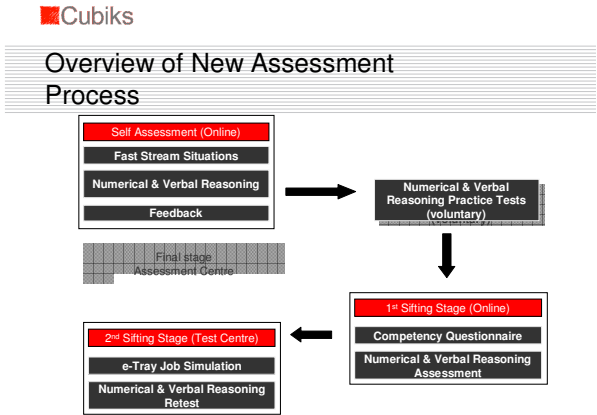 Cubiks
Overview of New Assessment
Process
Self Assessment (Online)
Fast Stream Situations
Numerical & Verbal Reasoning
Feedback
Numerical & Verbal
Reasoning Practice Tests
(voluntary)
(voluntary)
Final stage
Assessment Centre
1st Sifting Stage (Online)
Competency Questionnaire
Numerical & Verbal Reasoning
Assessment
2nd Sifting Stage (Test Centre)
e-Tray Job Simulation
Numerical & Verbal Reasoning
Retest